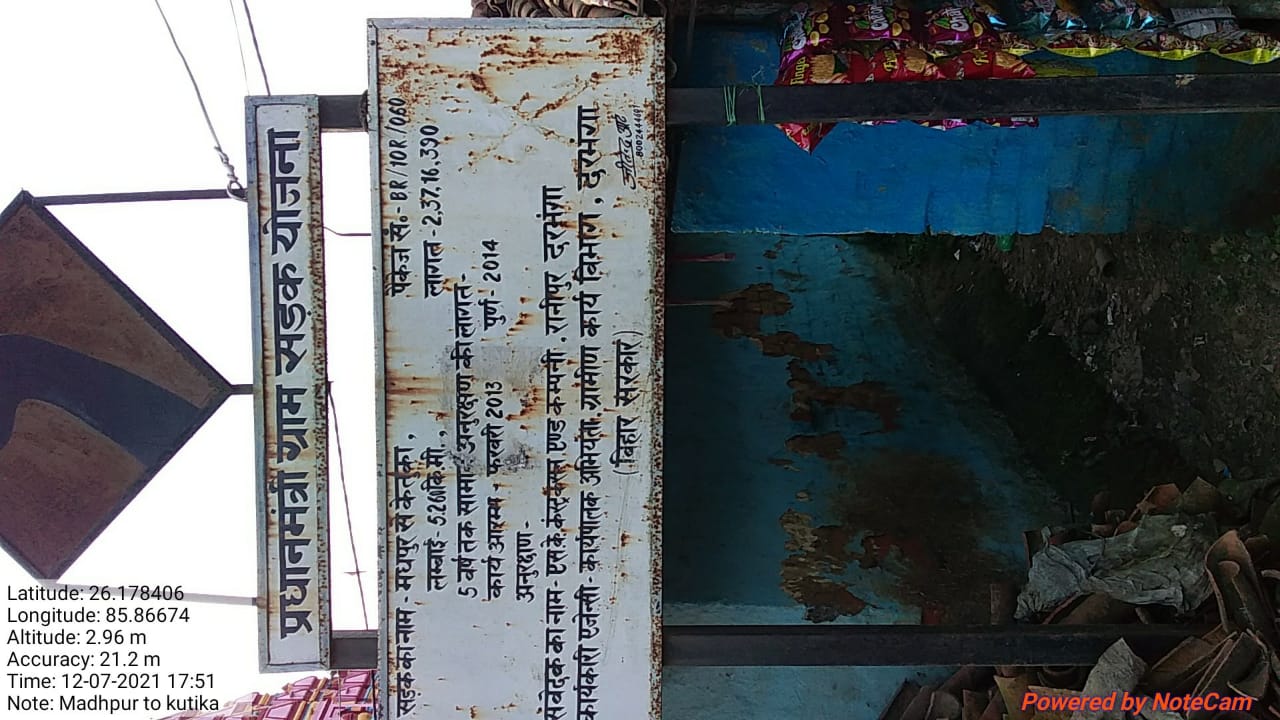 प्रधानमंत्री ग्राम सड़क योजना
पैकेज सं.- BR/10R/060
सड़क का नाम - मधपुर से केतुका,
लागत - 2,37,16,390
लम्बाई - 5.260कि.मी.,
5 वर्ष तक सामा. अनुरक्षण की लागत-
कार्य आरम्भ - फरवरी 2013 पुर्ण - 2014
अनुरक्षण -
संवेदक का नाम - एस.के. कंस्ट्रक्सन एण्ड कम्पनी, रानीपुर दरभंगा
कार्यकारी एजेन्सी - कार्यपालक अभियंता ग्रामीण कार्य विभाग, दरभंगा
(बिहार सरकार)
Latitude: 26.178406
Longitude: 85.86674
Altitude: 2.96 m
Accuracy: 21.2 m
Time: 12-07-2021 17:51
Note: Madhpur to kutika
Powered by NoteCam